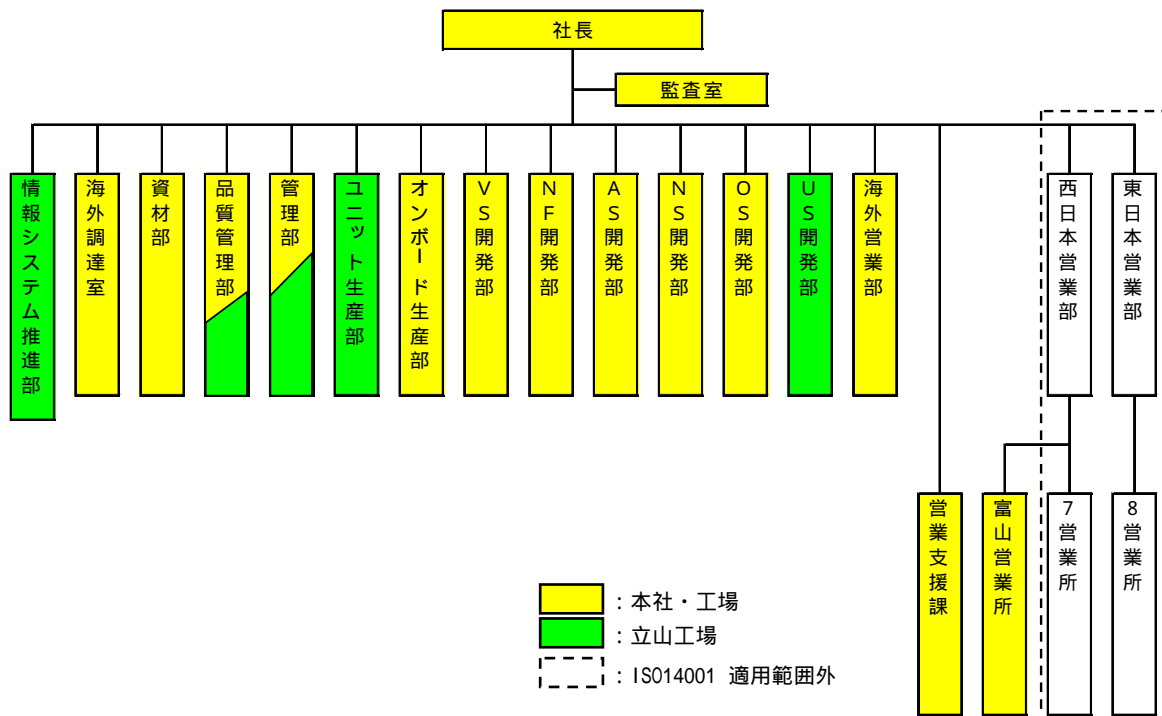 社長
監査室
情報システム推進部
海外調達室
資材部
品質管理部
管理部
ユニット生産部
オンボード生産部
VS開発部
NF開発部
AS開発部
NS開発部
OS開発部
US開発部
海外営業部
西日本営業部
東日本営業部
営業支援課
富山営業所
7営業所
8営業所
：本社・工場
：立山工場
：ISO14001 適用範囲外